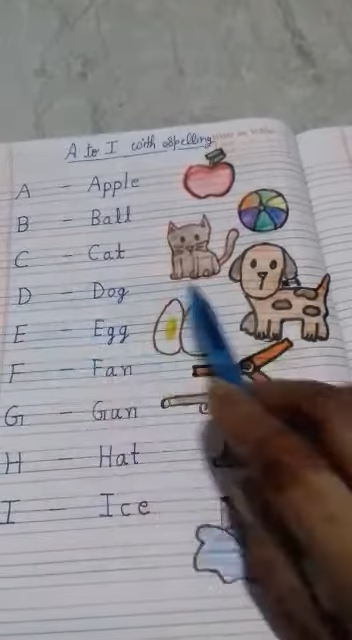 A to I with spelling
A - Apple
B - Ball
C - Cat
D - Dog
E - Egg
F - Fan
G - Gun
H - Hat
I - Ice